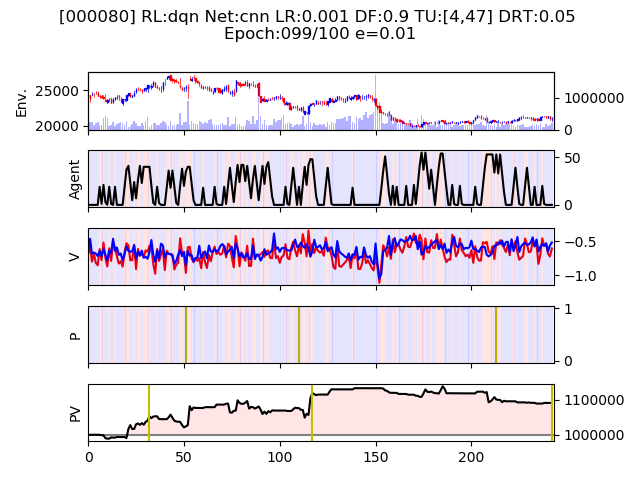 [000080] RL:dqn Net:cnn LR:0.001 DF:0.9 TU:[4,47] DRT:0.05
Epoch:099/100 e=0.01
Env.
25000
20000
1000000
0
Agent
50
0
V
−0.5
−1.0
P
1
0
PV
1100000
1000000
0
50
100
150
200